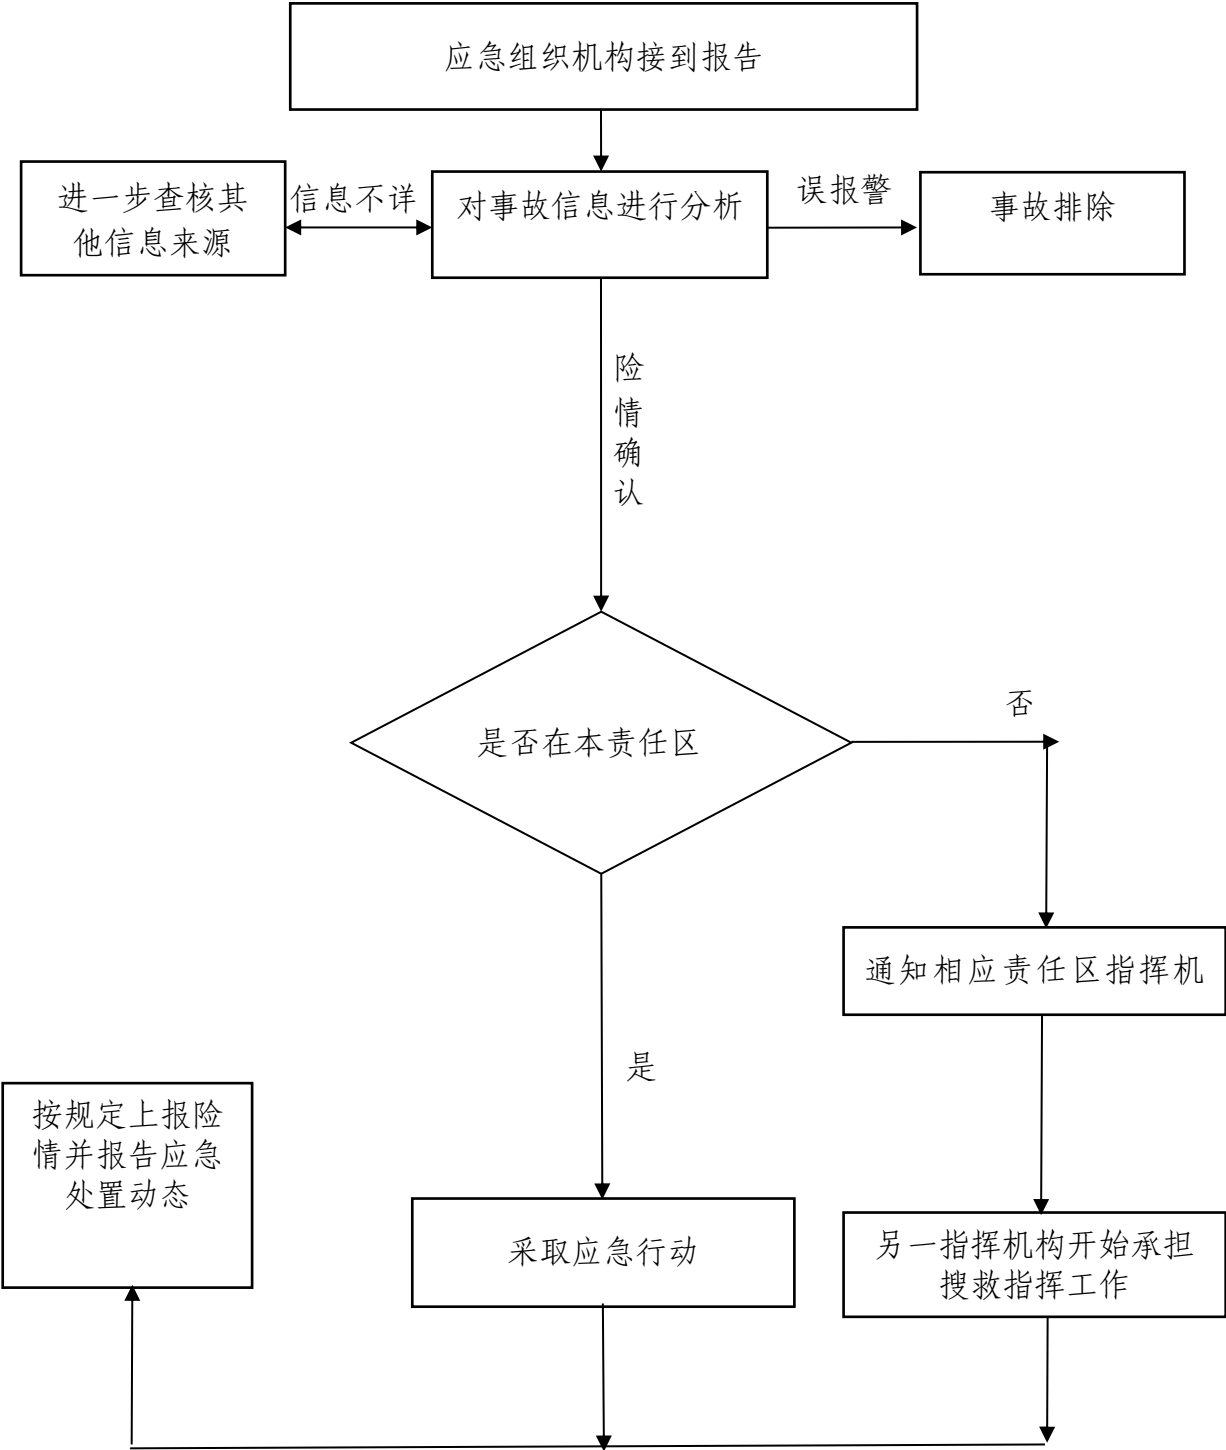 应急组织机构接到报告
进一步查核其
他信息来源
信息不详
对事故信息进行分析
误报警
事故排除
险
情
确
认
是否在本责任区
否
通知相应责任区指挥机
是
按规定上报险
情并报告应急
处置动态
采取应急行动
另一指挥机构开始承担
搜救指挥工作